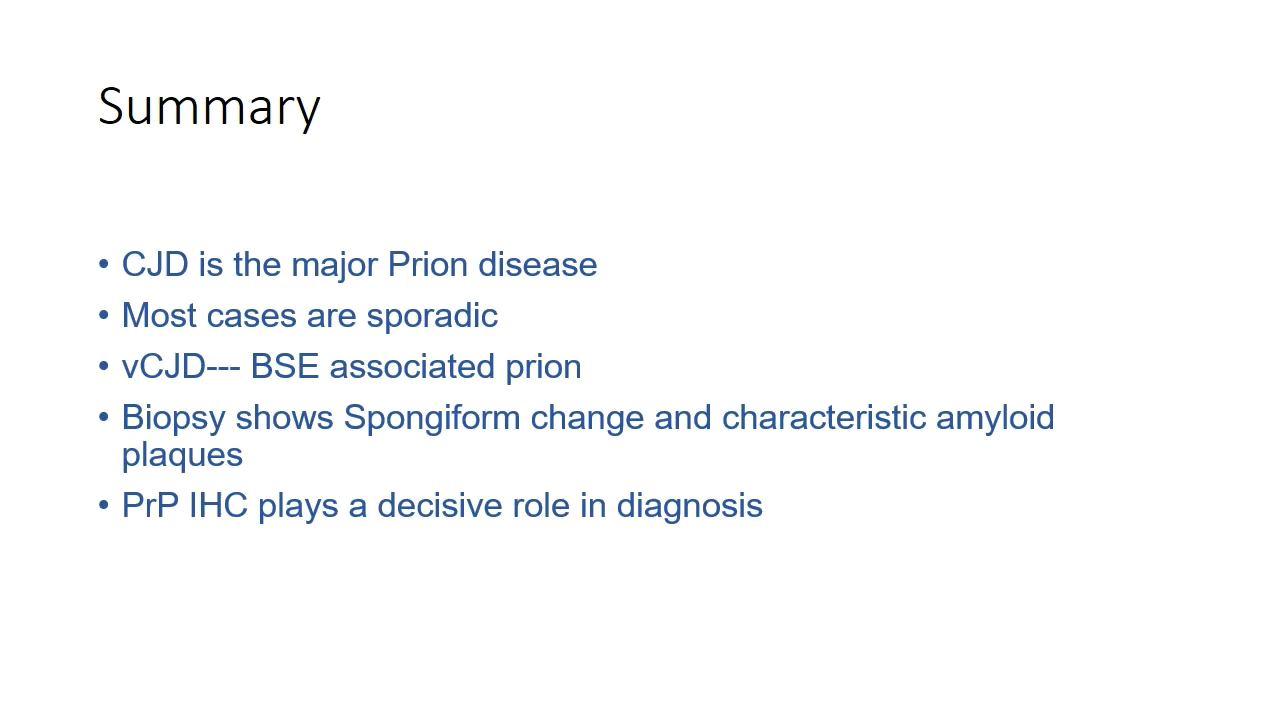 Summary
• CJD is the major Prion disease
• Most cases are sporadic
• vCJD--- BSE associated prion
• Biopsy shows Spongiform change and characteristic amyloid
plaques
• PrP IHC plays a decisive role in diagnosis